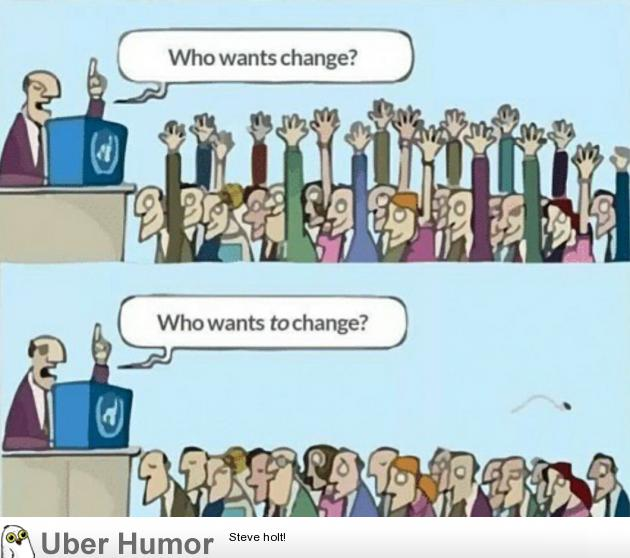 Who wants change?
Who wants to change?
Uber Humor
Steve holt!